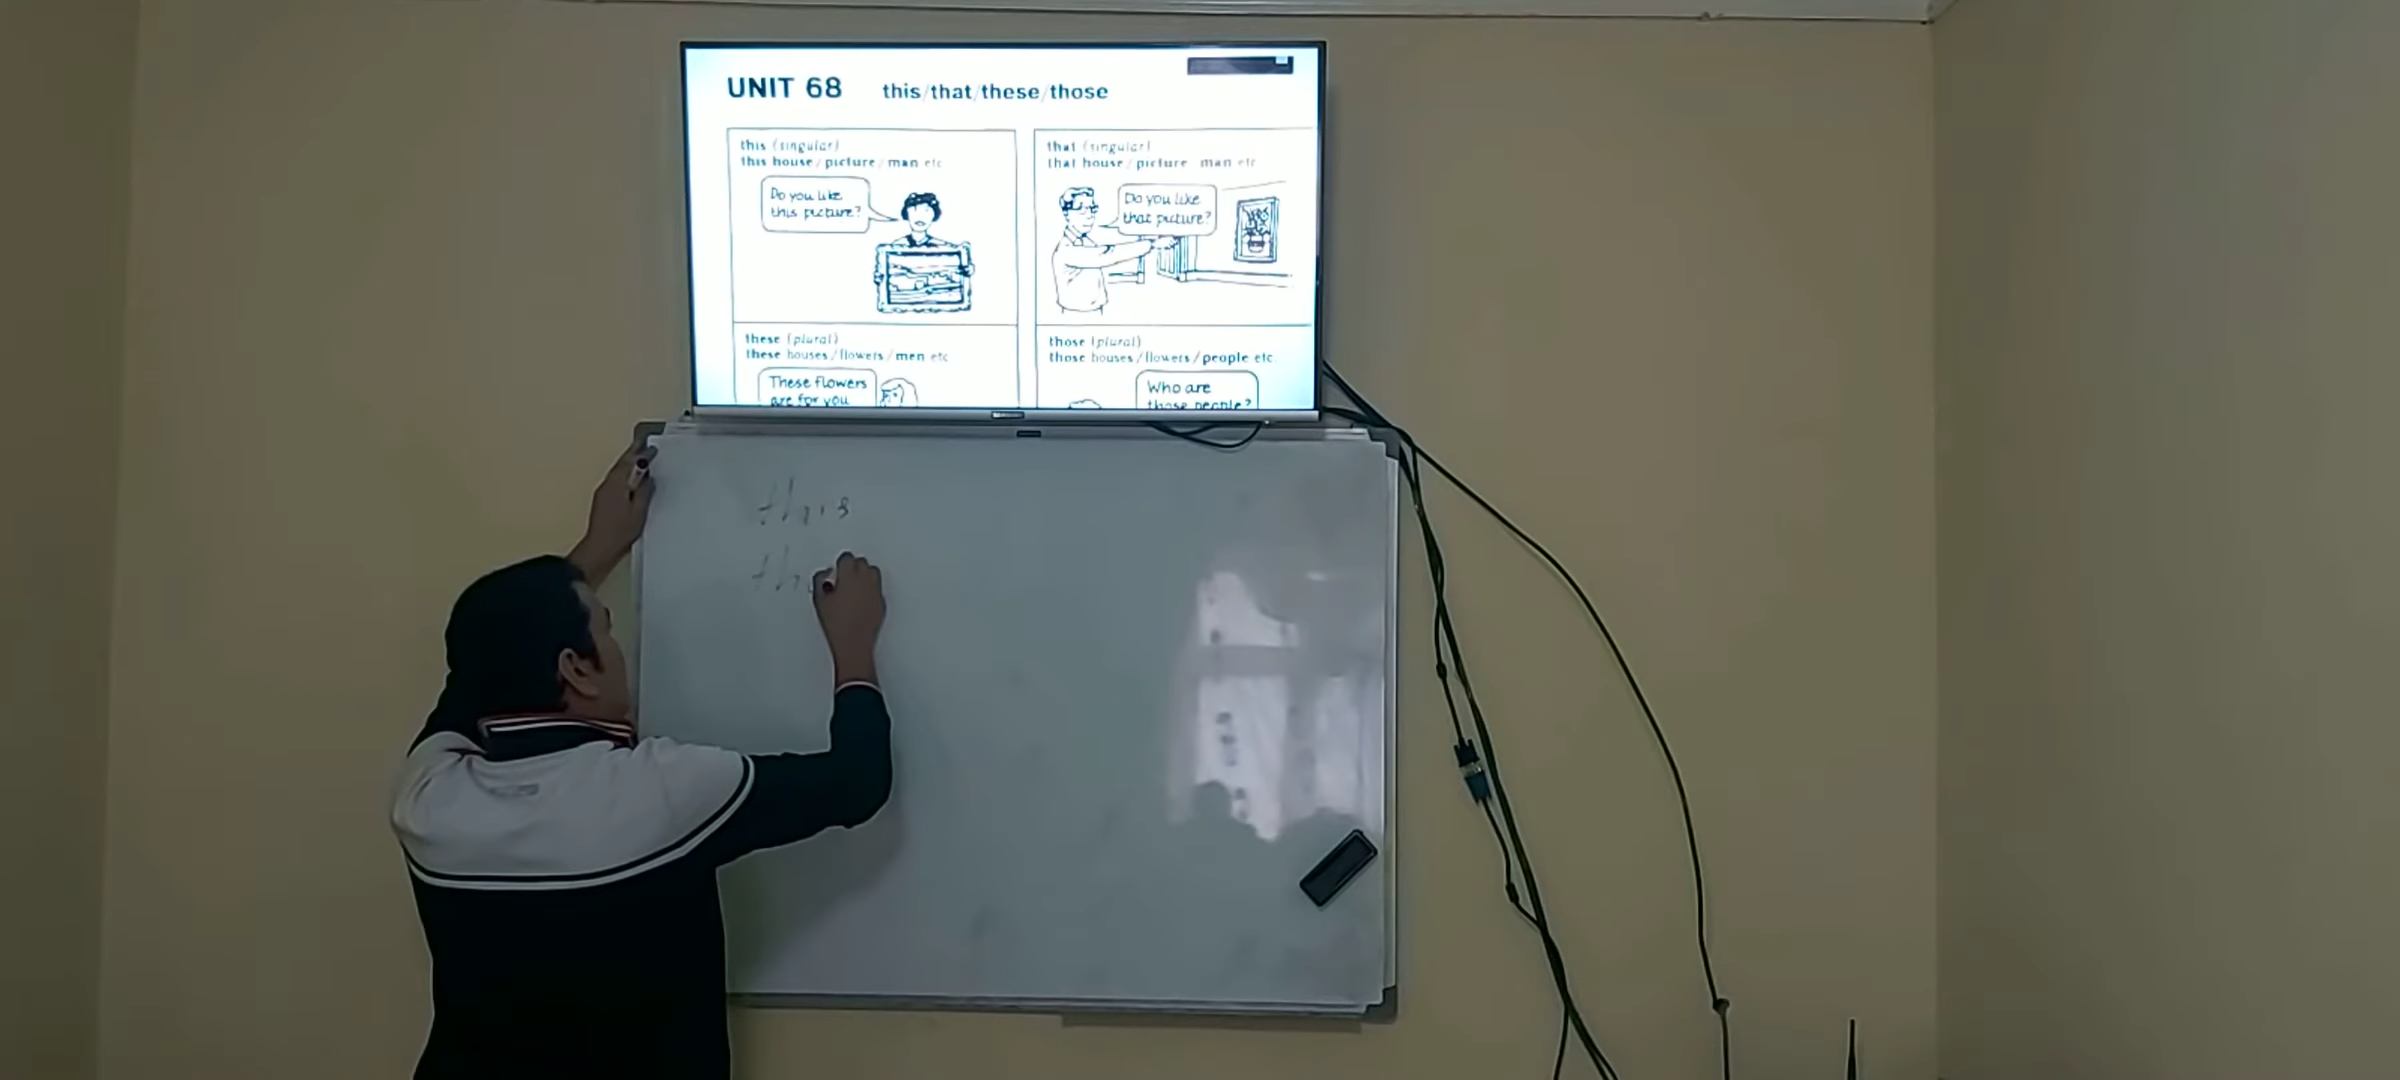 UNIT 68 this/that/these/those
this (singular)
this house/picture/man etc
Do you like
this picture?
that (singular)
that house/picture man etc
Do you like
that picture?
these (plural)
these houses/flowers/men etc
These flowers
are for you
those (plural)
those houses/flowers/people etc
Who are
those people?
this
th